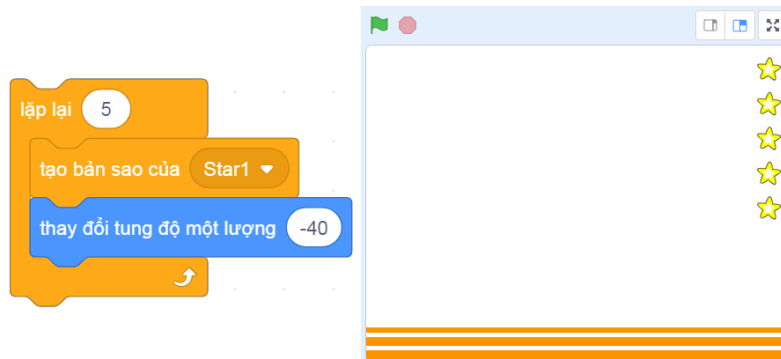 lặp lại 5
tạo bản sao của Star1
thay đổi tung độ một lượng -40